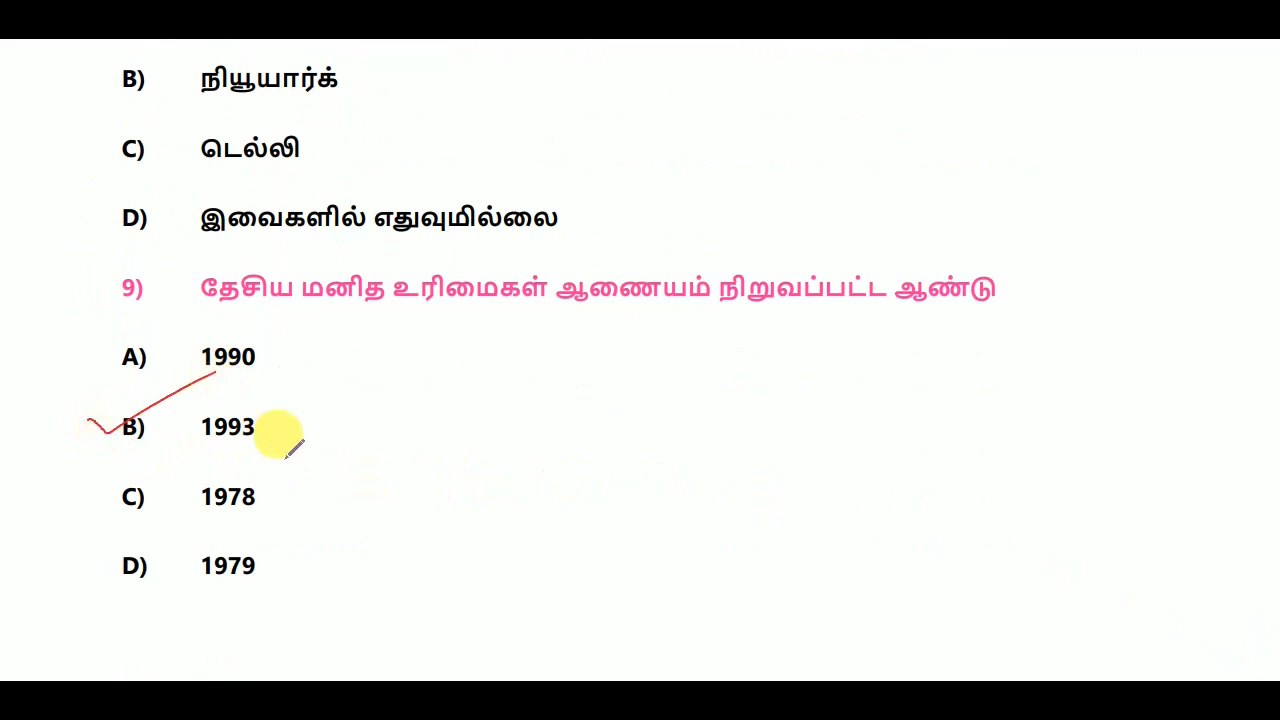 B) நியூயார்க்
C) டெல்லி
D) இவைகளில் எதுவுமில்லை
9) தேசிய மனித உரிமைகள் ஆணையம் நிறுவப்பட்ட ஆண்டு
A) 1990
B) 1993
C) 1978
D) 1979